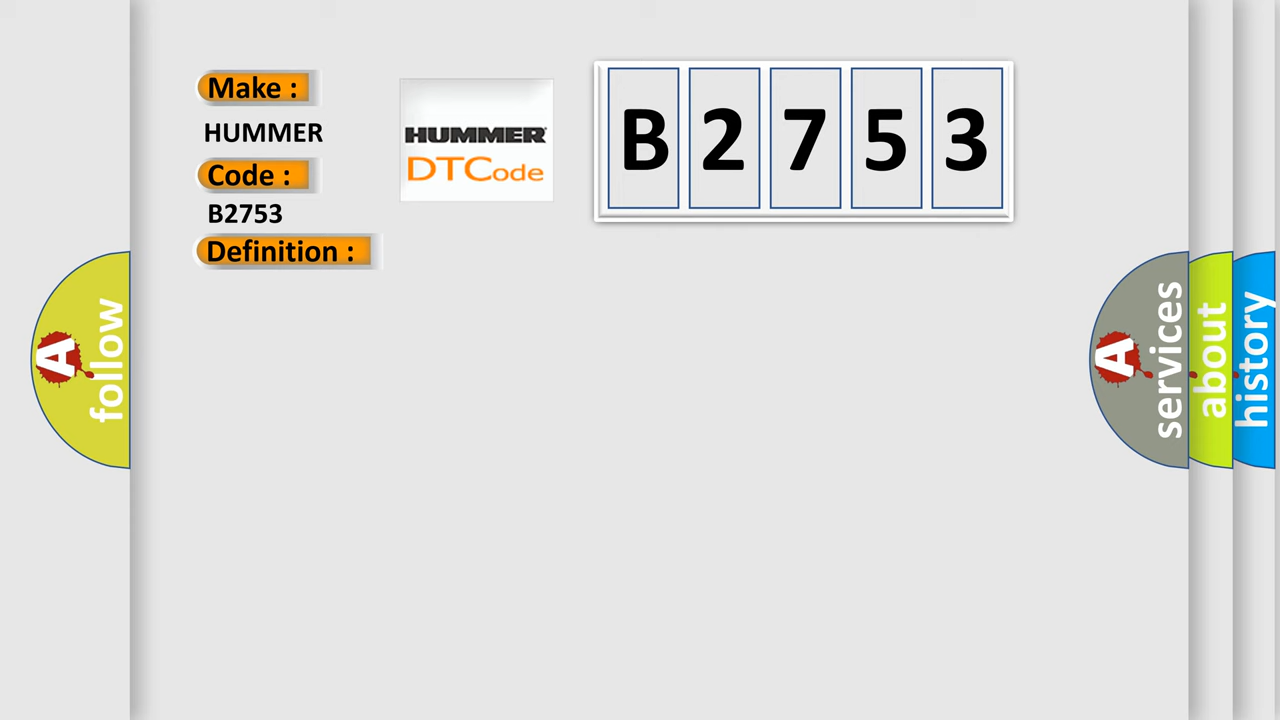 Make :
HUMMER
Code :
B2753
Definition :
HUMMER
DTCode
B 2 7 5 3
A follow
A services
about
history